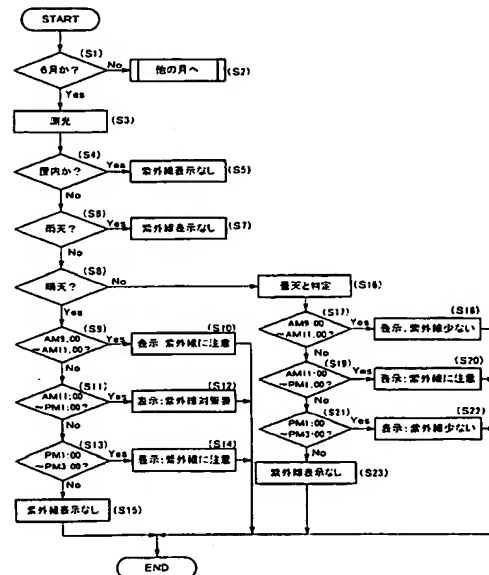 START
(S1)
6月か?
No
他の月へ
(S2)
Yes
測光
(S3)
(S4)
屋内か?
Yes
紫外線表示なし
(S5)
No
(S6)
雨天?
Yes
紫外線表示なし
(S7)
No
(S8)
晴天?
No
曇天と判定
(S16)
Yes
(S9)
AM9:00
~AM11:00?
Yes
(S10)
表示:紫外線に注意
No
(S11)
AM11:00
~PM1:00?
Yes
(S12)
表示:紫外線対策要
No
(S13)
PM1:00
~PM3:00?
Yes
(S14)
表示:紫外線に注意
No
紫外線表示なし
(S15)
(S17)
AM9:00
~AM11:00?
Yes
(S18)
表示:紫外線少ない
No
(S19)
AM11:00
~PM1:00?
Yes
(S20)
表示:紫外線に注意
No
(S21)
PM1:00
~PM3:00?
Yes
(S22)
表示:紫外線少ない
No
紫外線表示なし
(S23)
END